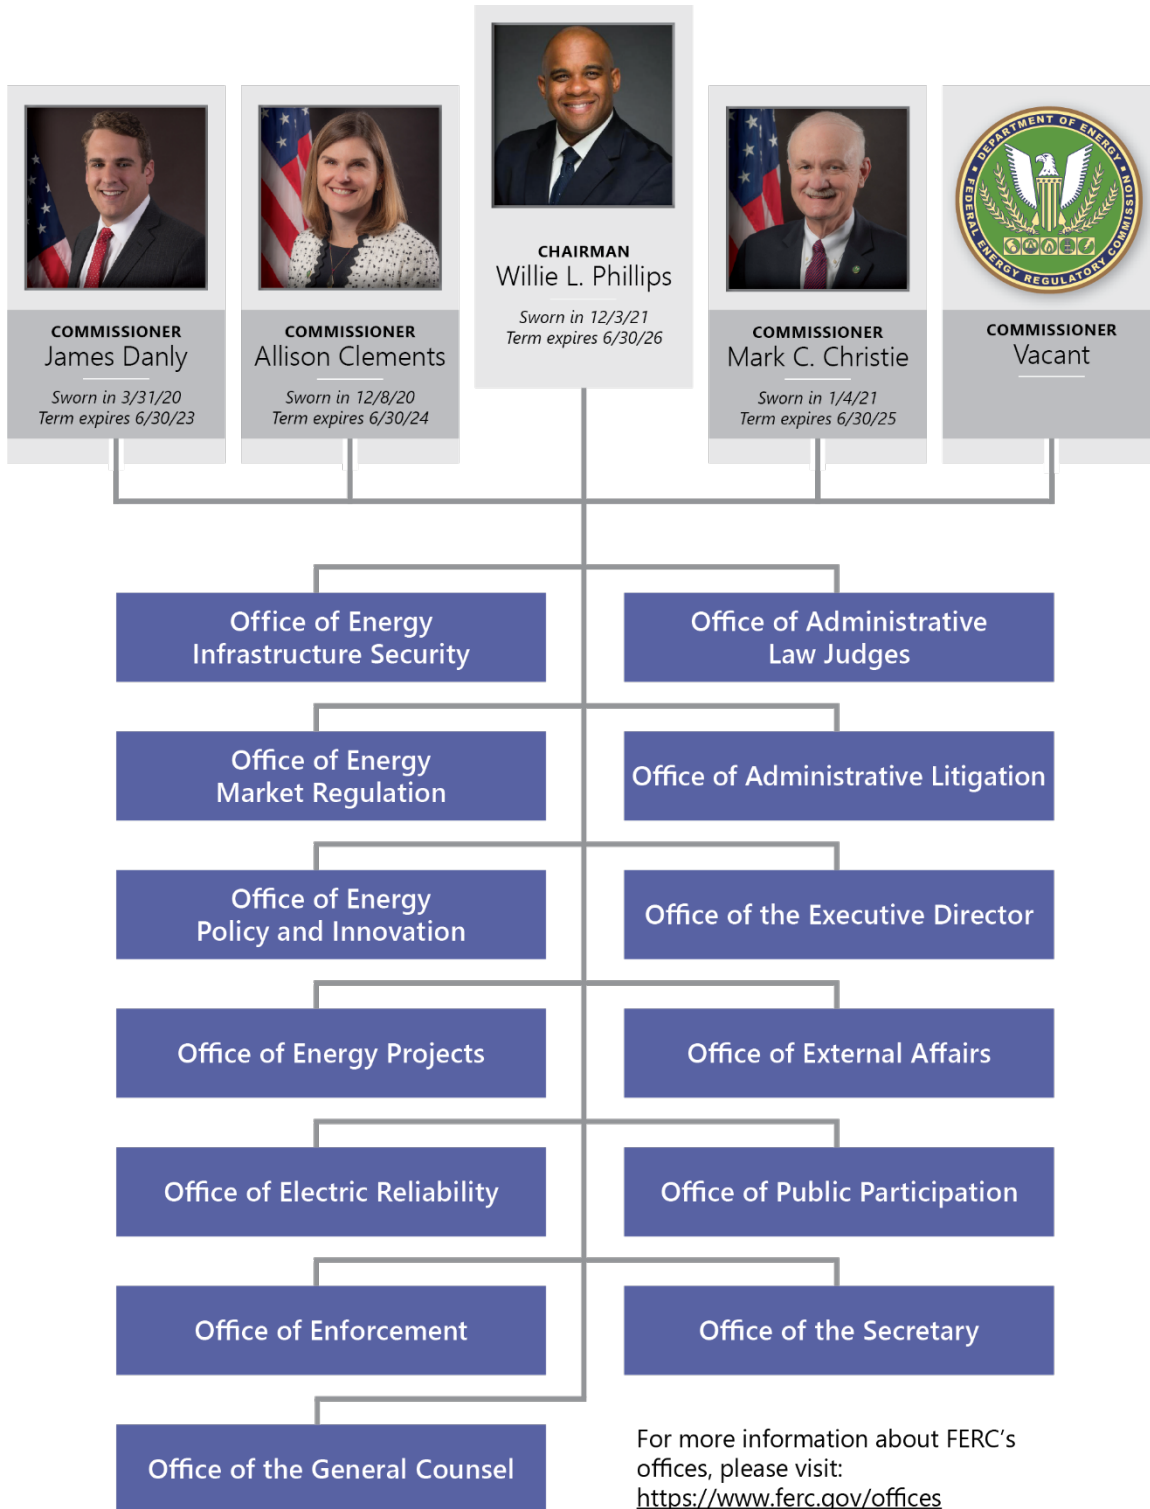 CHAIRMAN
Willie L. Phillips
Sworn in 12/3/21
Term expires 6/30/26
COMMISSIONER
James Danly
Sworn in 3/31/20
Term expires 6/30/23
COMMISSIONER
Allison Clements
Sworn in 12/8/20
Term expires 6/30/24
COMMISSIONER
Mark C. Christie
Sworn in 1/4/21
Term expires 6/30/25
DEPARTMENT OF ENERGY
FEDERAL ENERGY REGULATORY COMMISSION
COMMISSIONER
Vacant
Office of Energy
Infrastructure Security
Office of Administrative
Law Judges
Office of Energy
Market Regulation
Office of Administrative Litigation
Office of Energy
Policy and Innovation
Office of the Executive Director
Office of Energy Projects
Office of External Affairs
Office of Electric Reliability
Office of Public Participation
Office of Enforcement
Office of the Secretary
Office of the General Counsel
For more information about FERC’s
offices, please visit:
https://www.ferc.gov/offices